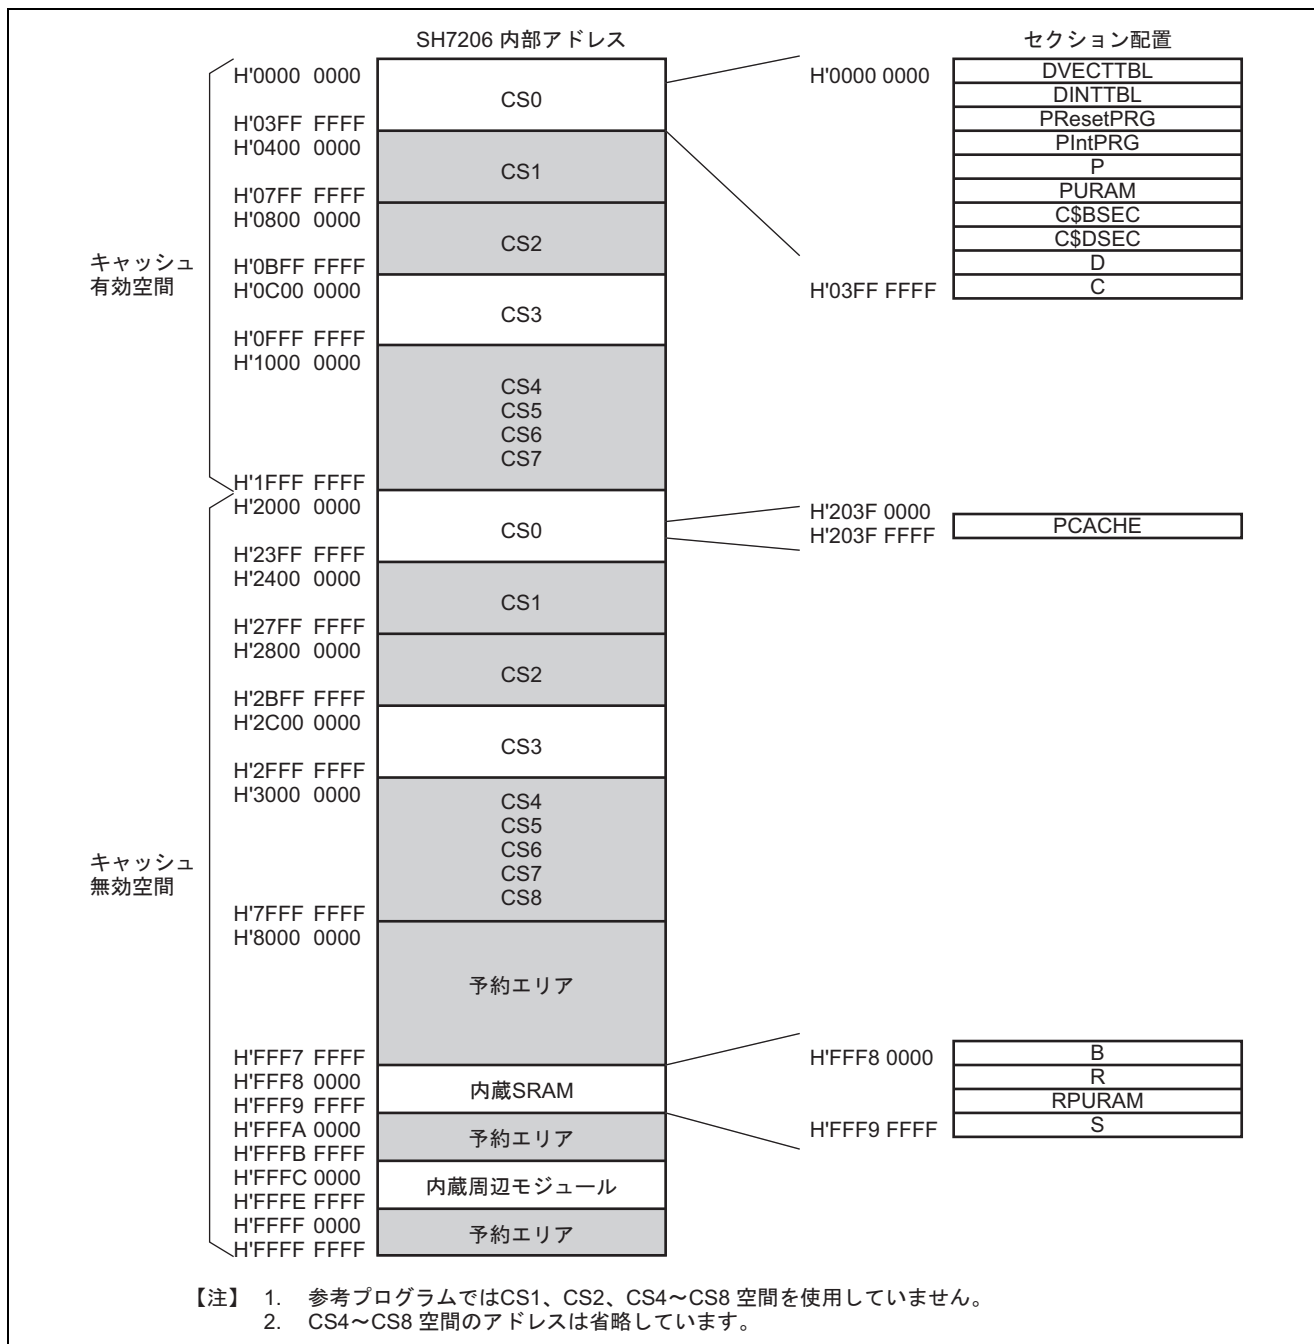 SH7206 内部アドレス
セクション配置
キャッシュ
有効空間
H'0000 0000
CS0
H'03FF FFFF
H'0400 0000
CS1
H'07FF FFFF
H'0800 0000
CS2
H'0BFF FFFF
H'0C00 0000
CS3
H'0FFF FFFF
H'1000 0000
CS4
CS5
CS6
CS7
H'1FFF FFFF
キャッシュ
無効空間
H'2000 0000
CS0
H'23FF FFFF
H'2400 0000
CS1
H'27FF FFFF
H'2800 0000
CS2
H'2BFF FFFF
H'2C00 0000
CS3
H'2FFF FFFF
H'3000 0000
CS4
CS5
CS6
CS7
CS8
H'7FFF FFFF
H'8000 0000
予約エリア
H'FFF7 FFFF
H'FFF8 0000
内蔵SRAM
H'FFF9 FFFF
H'FFFA 0000
予約エリア
H'FFFB FFFF
H'FFFC 0000
内蔵周辺モジュール
H'FFFE FFFF
H'FFFF 0000
予約エリア
H'FFFF FFFF
H'0000 0000
DVECTTBL
DINTTBL
PResetPRG
PIntPRG
P
PURAM
C$BSEC
C$DSEC
D
H'03FF FFFF
C
H'203F 0000
H'203F FFFF
PCACHE
H'FFF8 0000
B
R
RPURAM
H'FFF9 FFFF
S
【注】 1. 参考プログラムではCS1、CS2、CS4～CS8 空間を使用していません。
2. CS4～CS8 空間のアドレスは省略しています。